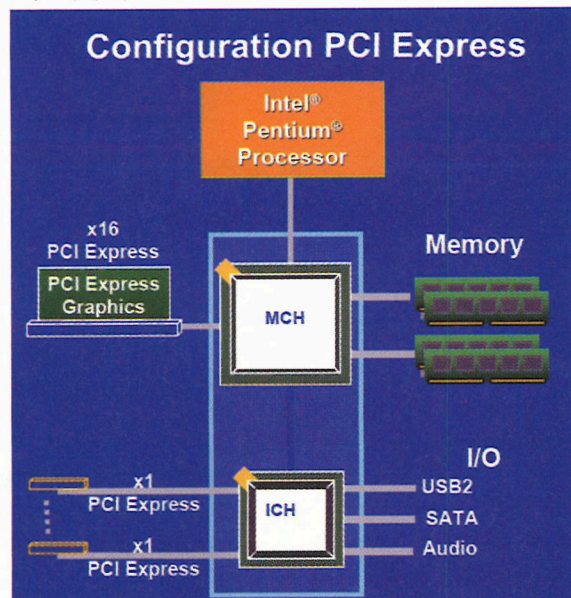 Configuration PCI Express
Intel®
Pentium®
Processor
x16
PCI Express
PCI Express
Graphics
MCH
Memory
I/O
x1
PCI Express
ICH
USB2
SATA
Audio
x1
PCI Express